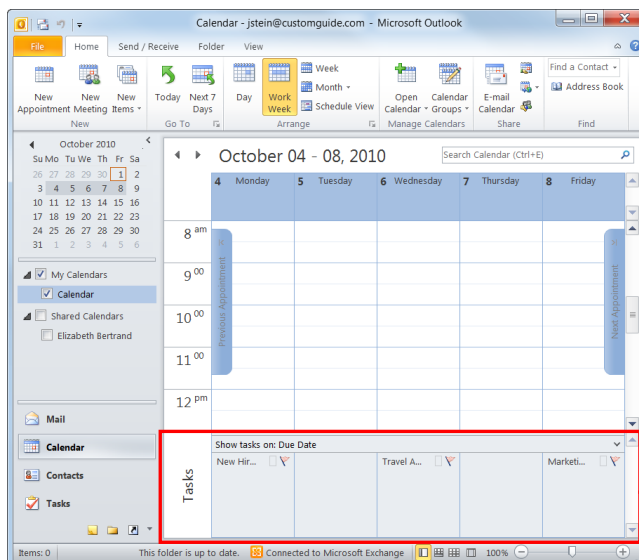 Calendar - jstein@customguide.com - Microsoft Outlook
File Home Send / Receive Folder View
New Appointment
New Meeting
New Items
New
Today
Next 7 Days
Go To
Day
Work Week
Week
Month
Schedule View
Arrange
Open Calendar
Calendar Groups
Manage Calendars
E-mail Calendar
Share
Find a Contact
Address Book
Find
October 2010
Su Mo Tu We Th Fr Sa
26 27 28 29 30 1 2
3 4 5 6 7 8 9
10 11 12 13 14 15 16
17 18 19 20 21 22 23
24 25 26 27 28 29 30
31 1 2 3 4 5 6
My Calendars
Calendar
Shared Calendars
Elizabeth Bertrand
Mail
Calendar
Contacts
Tasks
October 04 - 08, 2010
Search Calendar (Ctrl+E)
4 Monday 5 Tuesday 6 Wednesday 7 Thursday 8 Friday
8 am
9 00
10 00
11 00
12 pm
Previous Appointment
Next Appointment
Tasks
Show tasks on: Due Date
New Hir... Travel A... Marketi...
Items: 0 This folder is up to date. Connected to Microsoft Exchange 100%